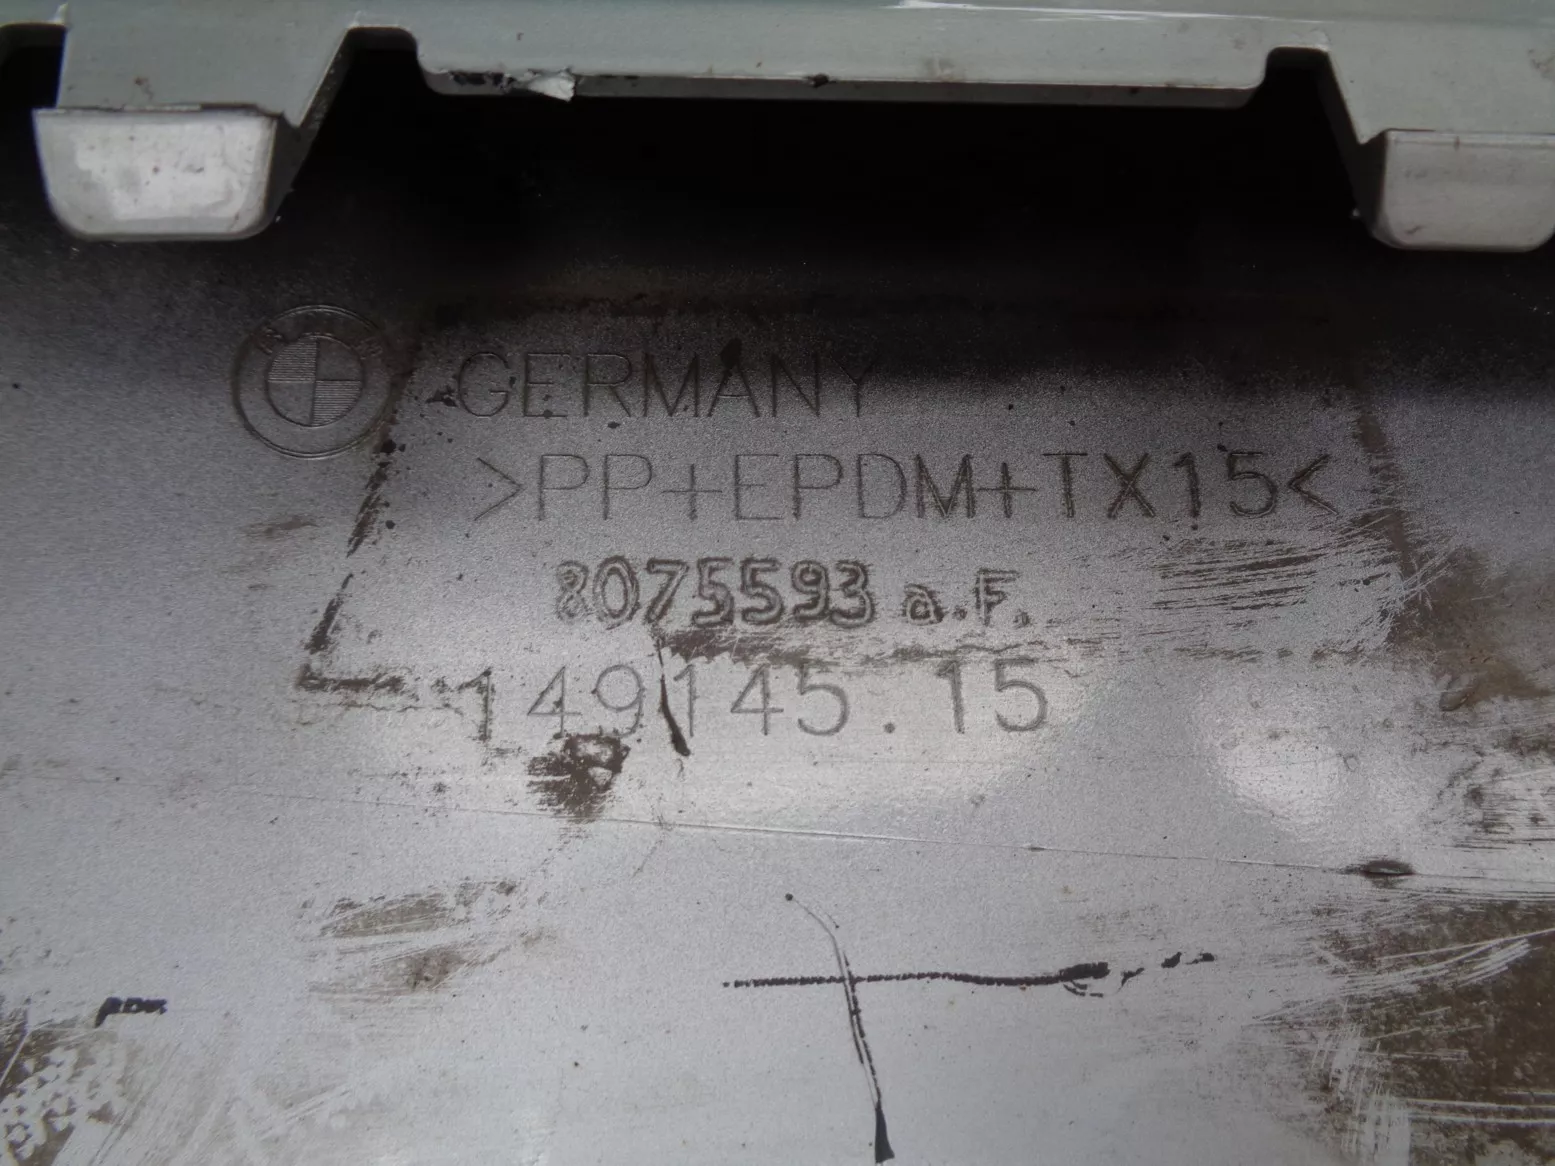 GERMANY
>PP+EPDM+TX15<
8075593 a.F.
149145.15